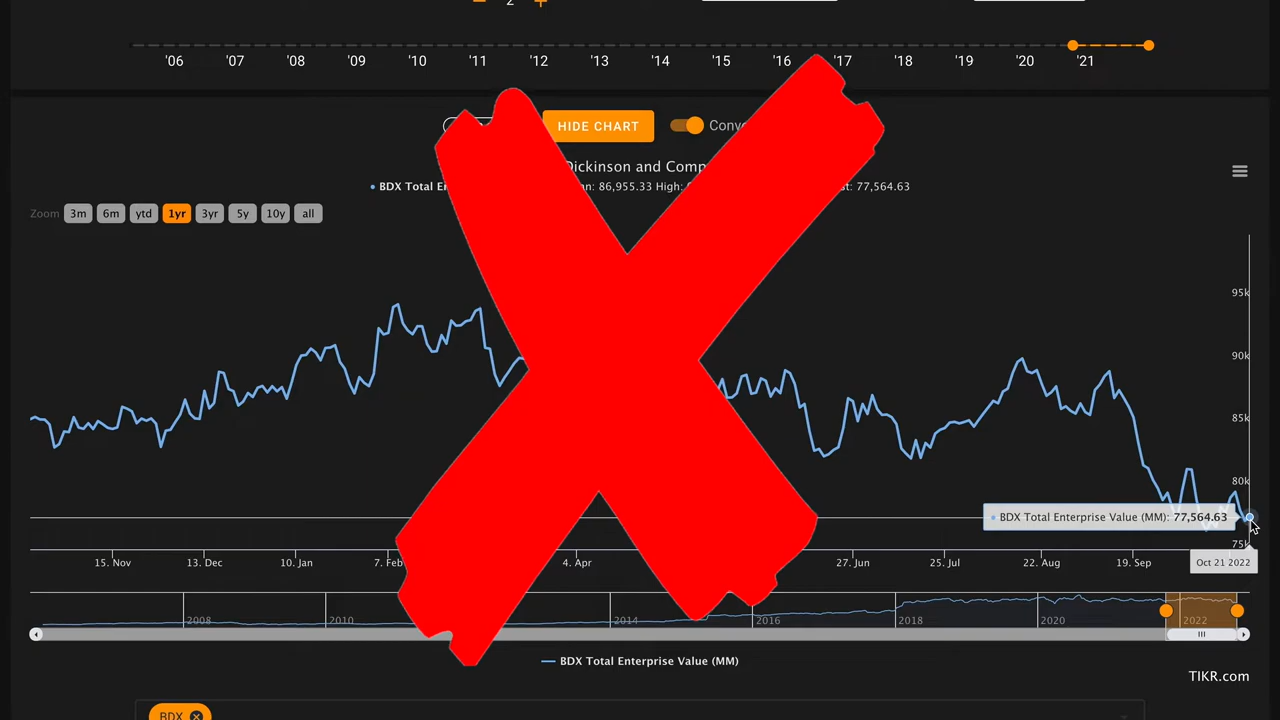 2
'06 '07 '08 '09 '10 '11 '12 '13 '14 '15 '16 '17 '18 '19 '20 '21
HIDE CHART
Dickinson and
BDX Total 86,955.33 High: 77,564.63
Zoom 3m 6m ytd 1yr 3yr 5y 10y all
95k
90k
85k
80k
BDX Total Enterprise Value (MM): 77,564.63
75k
15. Nov 13. Dec 10. Jan 7. Feb 4. Apr 27. Jun 25. Jul 22. Aug 19. Sep Oct 21 2022
2008 2010 2014 2016 2018 2020 2022
BDX Total Enterprise Value (MM)
TIKR.com
BDX